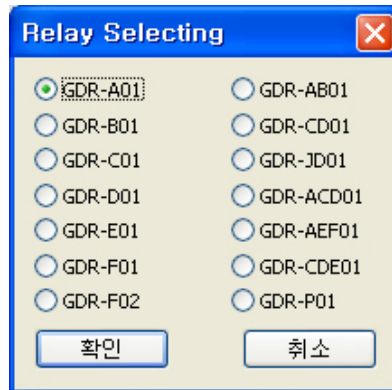 Relay Selecting
GDR-A01 GDR-AB01
GDR-B01 GDR-CD01
GDR-C01 GDR-JD01
GDR-D01 GDR-ACD01
GDR-E01 GDR-AEF01
GDR-F01 GDR-CDE01
GDR-F02 GDR-P01
확인 취소